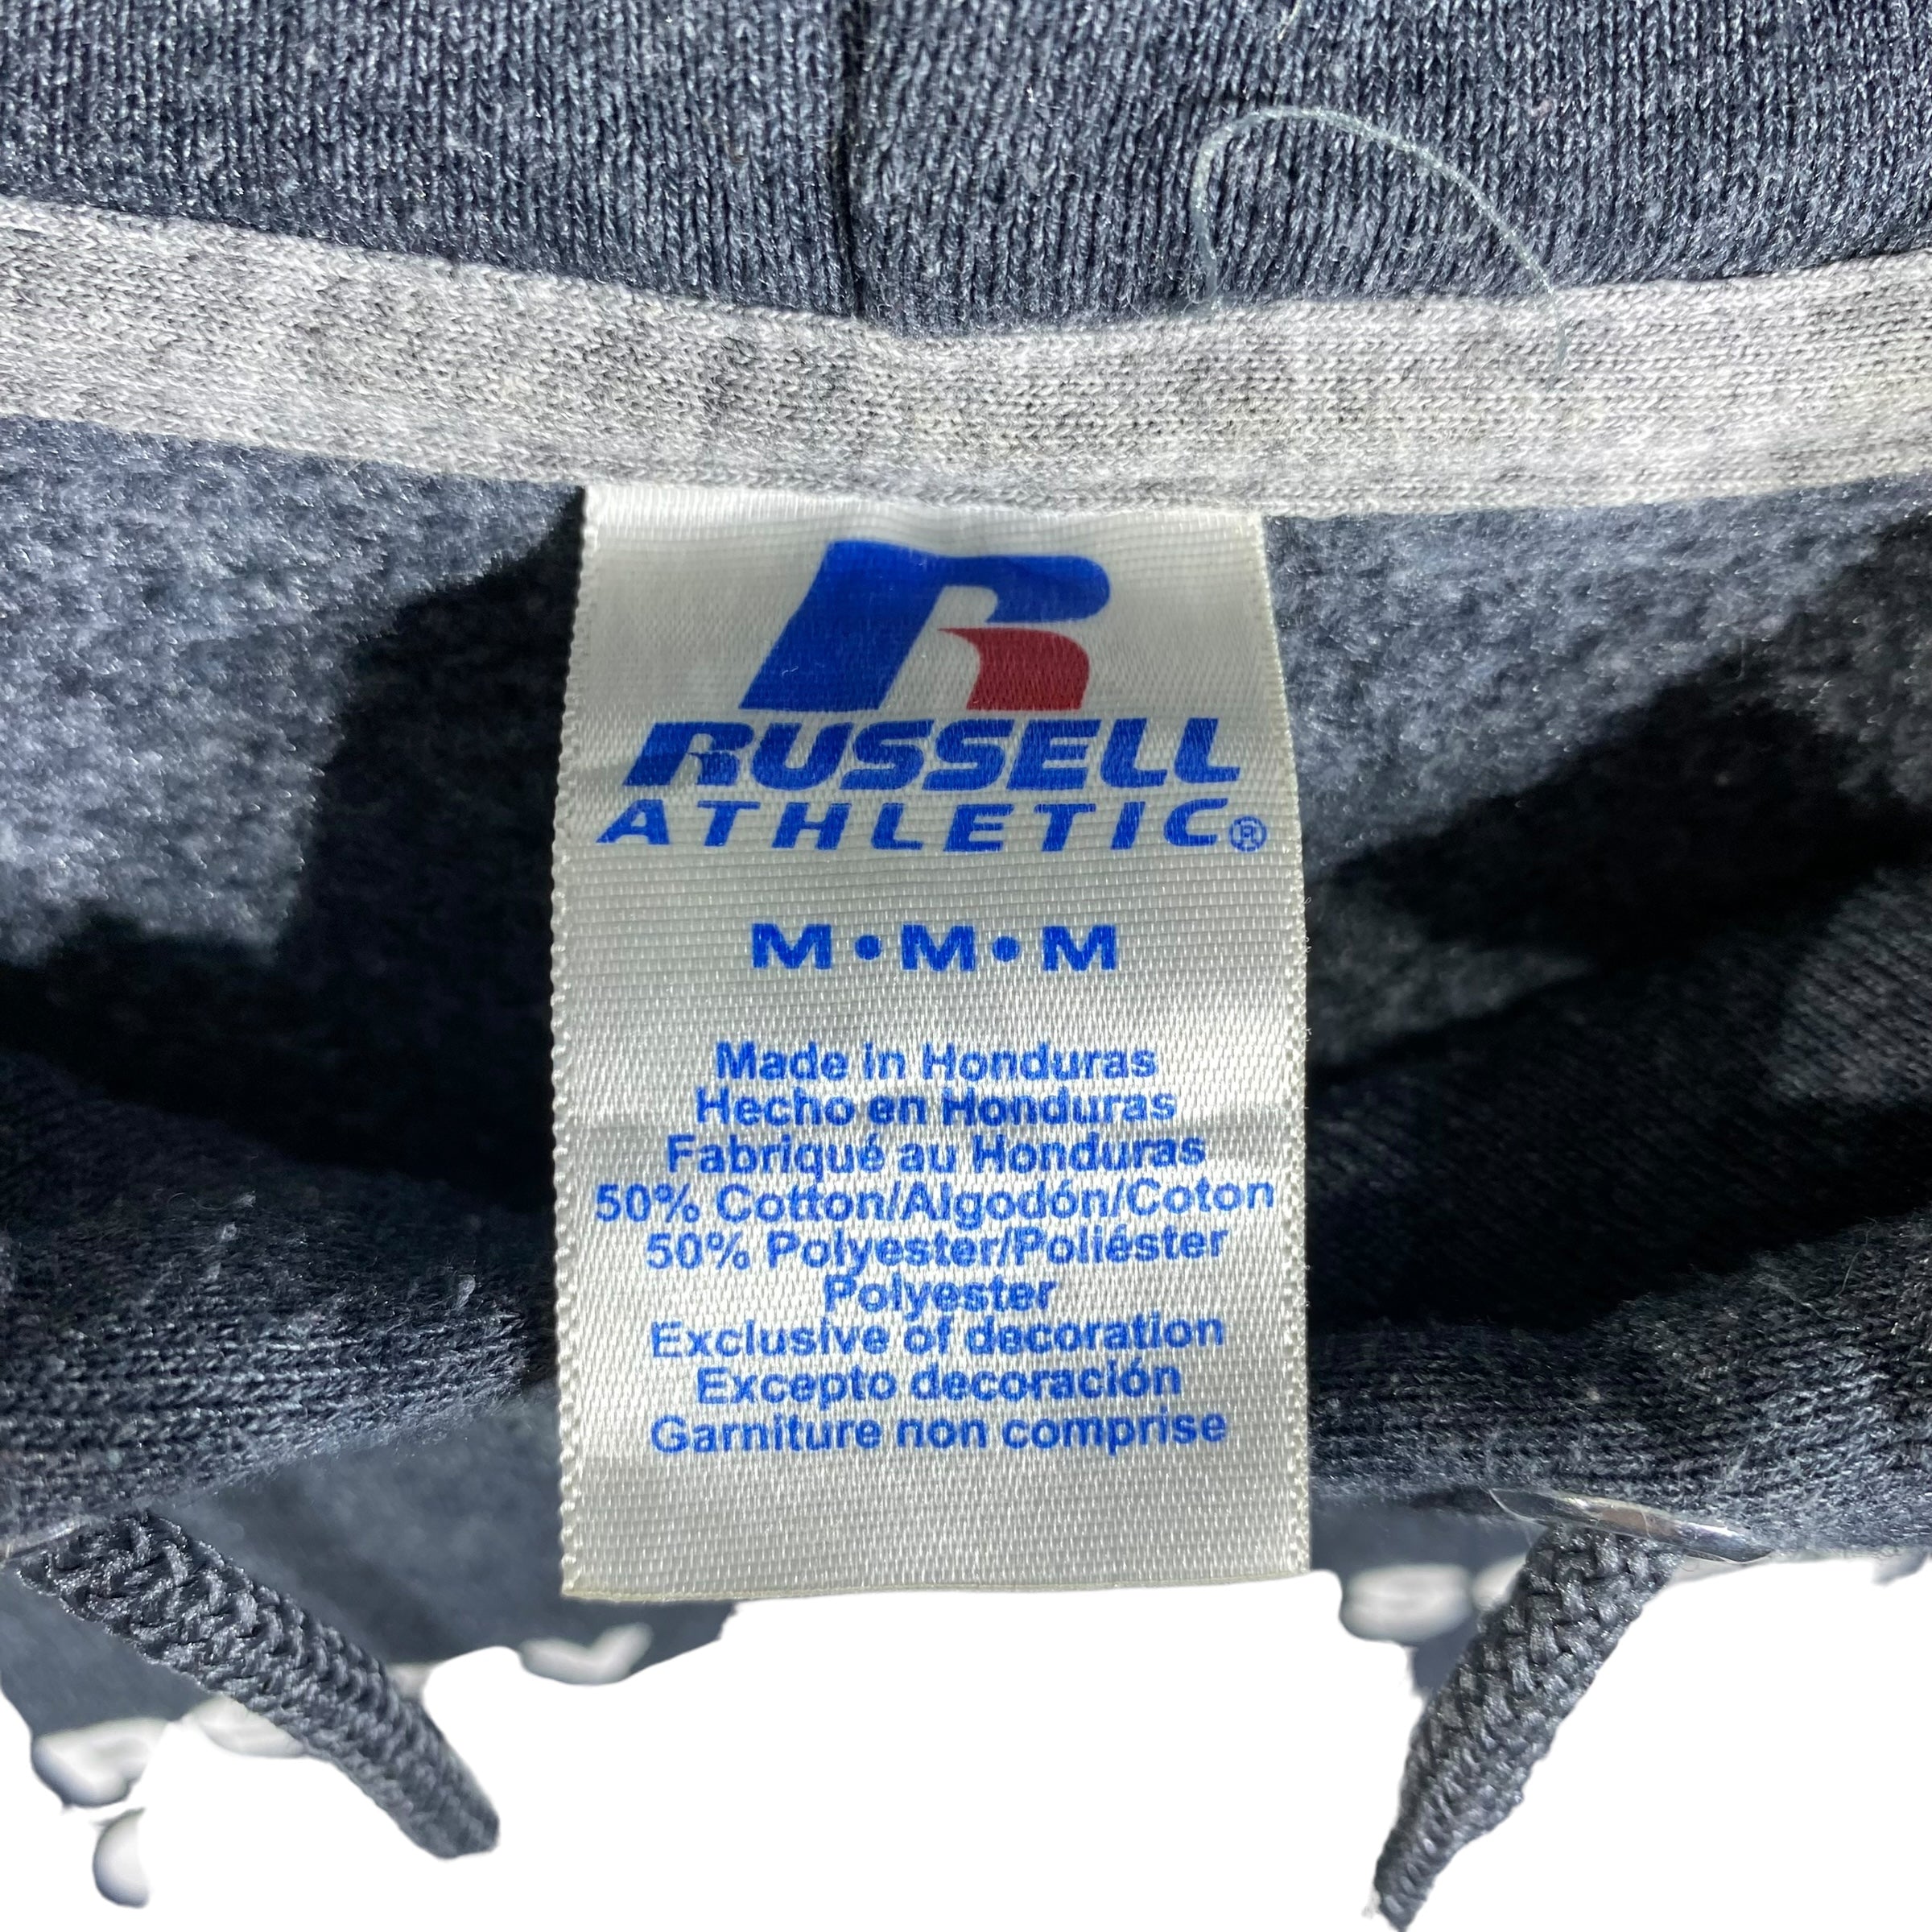 RUSSELL
ATHLETIC®
M•M•M
Made in Honduras
Hecho en Honduras
Fabriqué au Honduras
50% Cotton/Algodón/Coton
50% Polyester/Poliéster
Polyester
Exclusive of decoration
Excepto decoración
Garniture non comprise